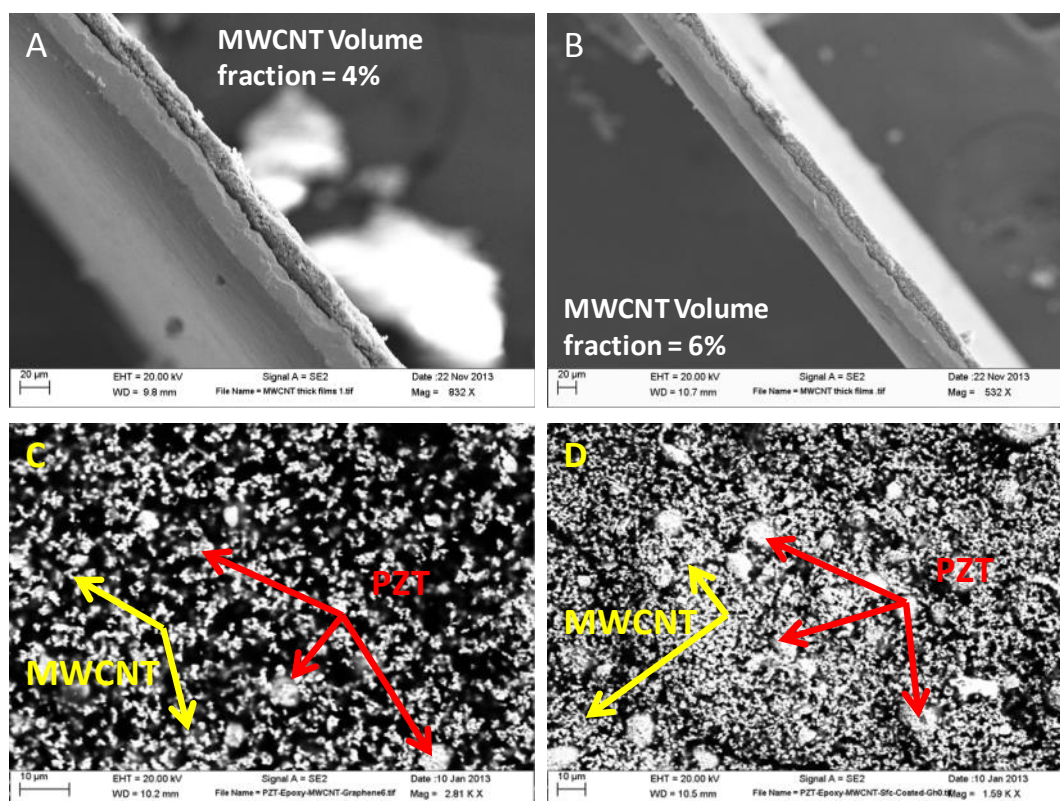 A
MWCNT Volume
fraction = 4%
20 μm
EHT = 20.00 kV
Signal A = SE2
Date :22 Nov 2013
WD = 9.8 mm
File Name = MWCNT thick films 1.tif
Mag = 832 X
B
MWCNT Volume
fraction = 6%
20 μm
EHT = 20.00 kV
Signal A = SE2
Date :22 Nov 2013
WD = 10.7 mm
File Name = MWCNT thick films .tif
Mag = 532 X
C
PZT
MWCNT
10 μm
EHT = 20.00 kV
Signal A = SE2
Date :10 Jan 2013
WD = 10.2 mm
File Name = PZT-Epoxy-MWCNT-Graphene6.tif
Mag = 2.81 K X
D
PZT
MWCNT
10 μm
EHT = 20.00 kV
Signal A = SE2
Date :10 Jan 2013
WD = 10.5 mm
File Name =
Mag = 1.59 K X